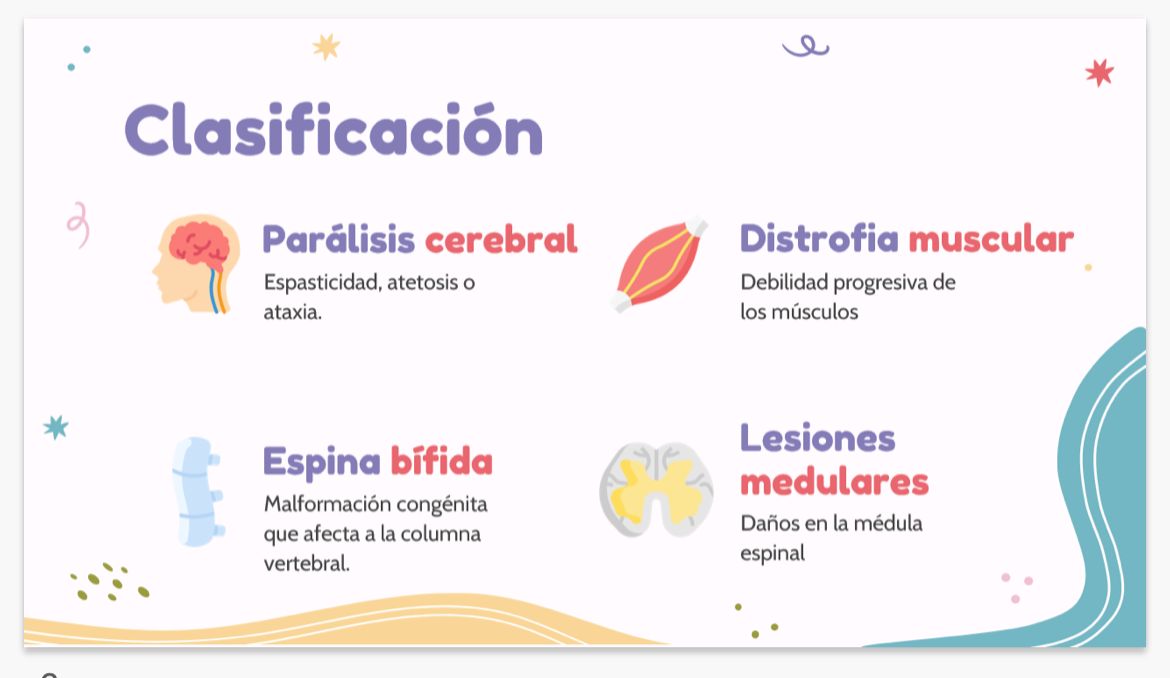 Clasificación
Parálisis cerebral
Espasticidad, atetosis o
ataxia.
Distrofia muscular
Debilidad progresiva de
los músculos
Espina bífida
Malformación congénita
que afecta a la columna
vertebral.
Lesiones
medulares
Daños en la médula
espinal